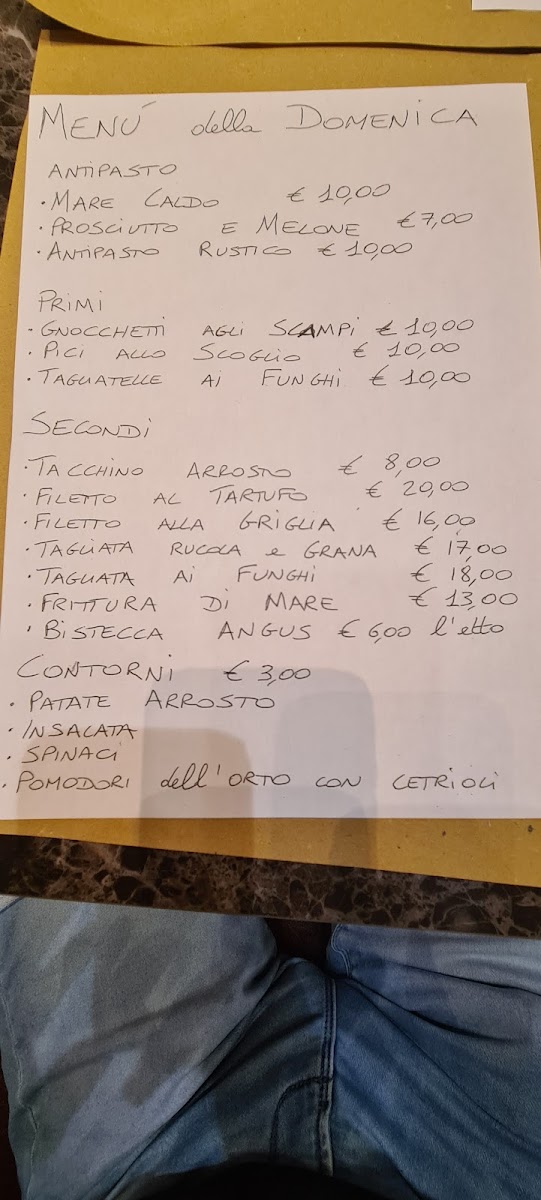 MENÚ della DOMENICA
ANTIPASTO
• MARE CALDO € 10,00
• PROSCIUTTO E MELONE €7,00
• ANTIPASTO RUSTICO € 10,00
PRIMI
• GNOCCHETTI AGLI SCAMPI € 10,00
• PICI ALLO SCOGLIO € 10,00
• TAGLIATELLE AI FUNGHI € 10,00
SECONDI
• TACCHINO ARROSTO € 8,00
• FILETTO AL TARTUFO € 20,00
• FILETTO ALLA GRIGLIA € 16,00
• TAGLIATA RUCOLA e GRANA € 17,00
• TAGLIATA AI FUNGHI € 18,00
• FRITTURA DI MARE € 13,00
• BISTECCA ANGUS € 6,00 l'etto
CONTORNI € 3,00
• PATATE ARROSTO
• INSALATA
• SPINACI
• POMODORI dell'ORTO CON CETRIOLI